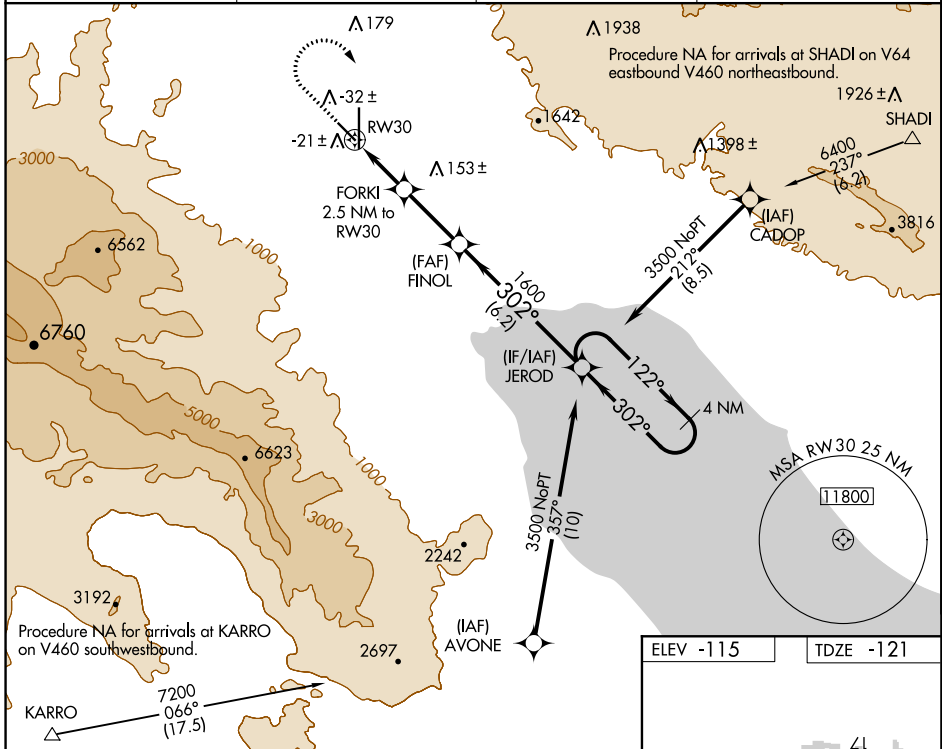 179
1938
Procedure NA for arrivals at SHADI on V64
eastbound V460 northeastbound.
1926 ±
SHADI
-32 ±
-21 ±
RW30
1642
1398 ±
6400
237°
(6.2)
3000
153 ±
FORKI
2.5 NM to
RW30
(IAF)
CADOP
3816
1000
6562
(FAF)
FINOL
3500 NoPT
212°
(8.5)
1600
302°
(6.2)
6760
(IF/IAF)
JEROD
122°
302°
4 NM
5000
6623
1000
MSA RW30 25 NM
11800
3000
3500 NoPT
357°
(10)
2242
3192
Procedure NA for arrivals at KARRO
on V460 southwestbound.
2697
(IAF)
AVONE
ELEV -115
TDZE -121
7200
066°
(17.5)
KARRO